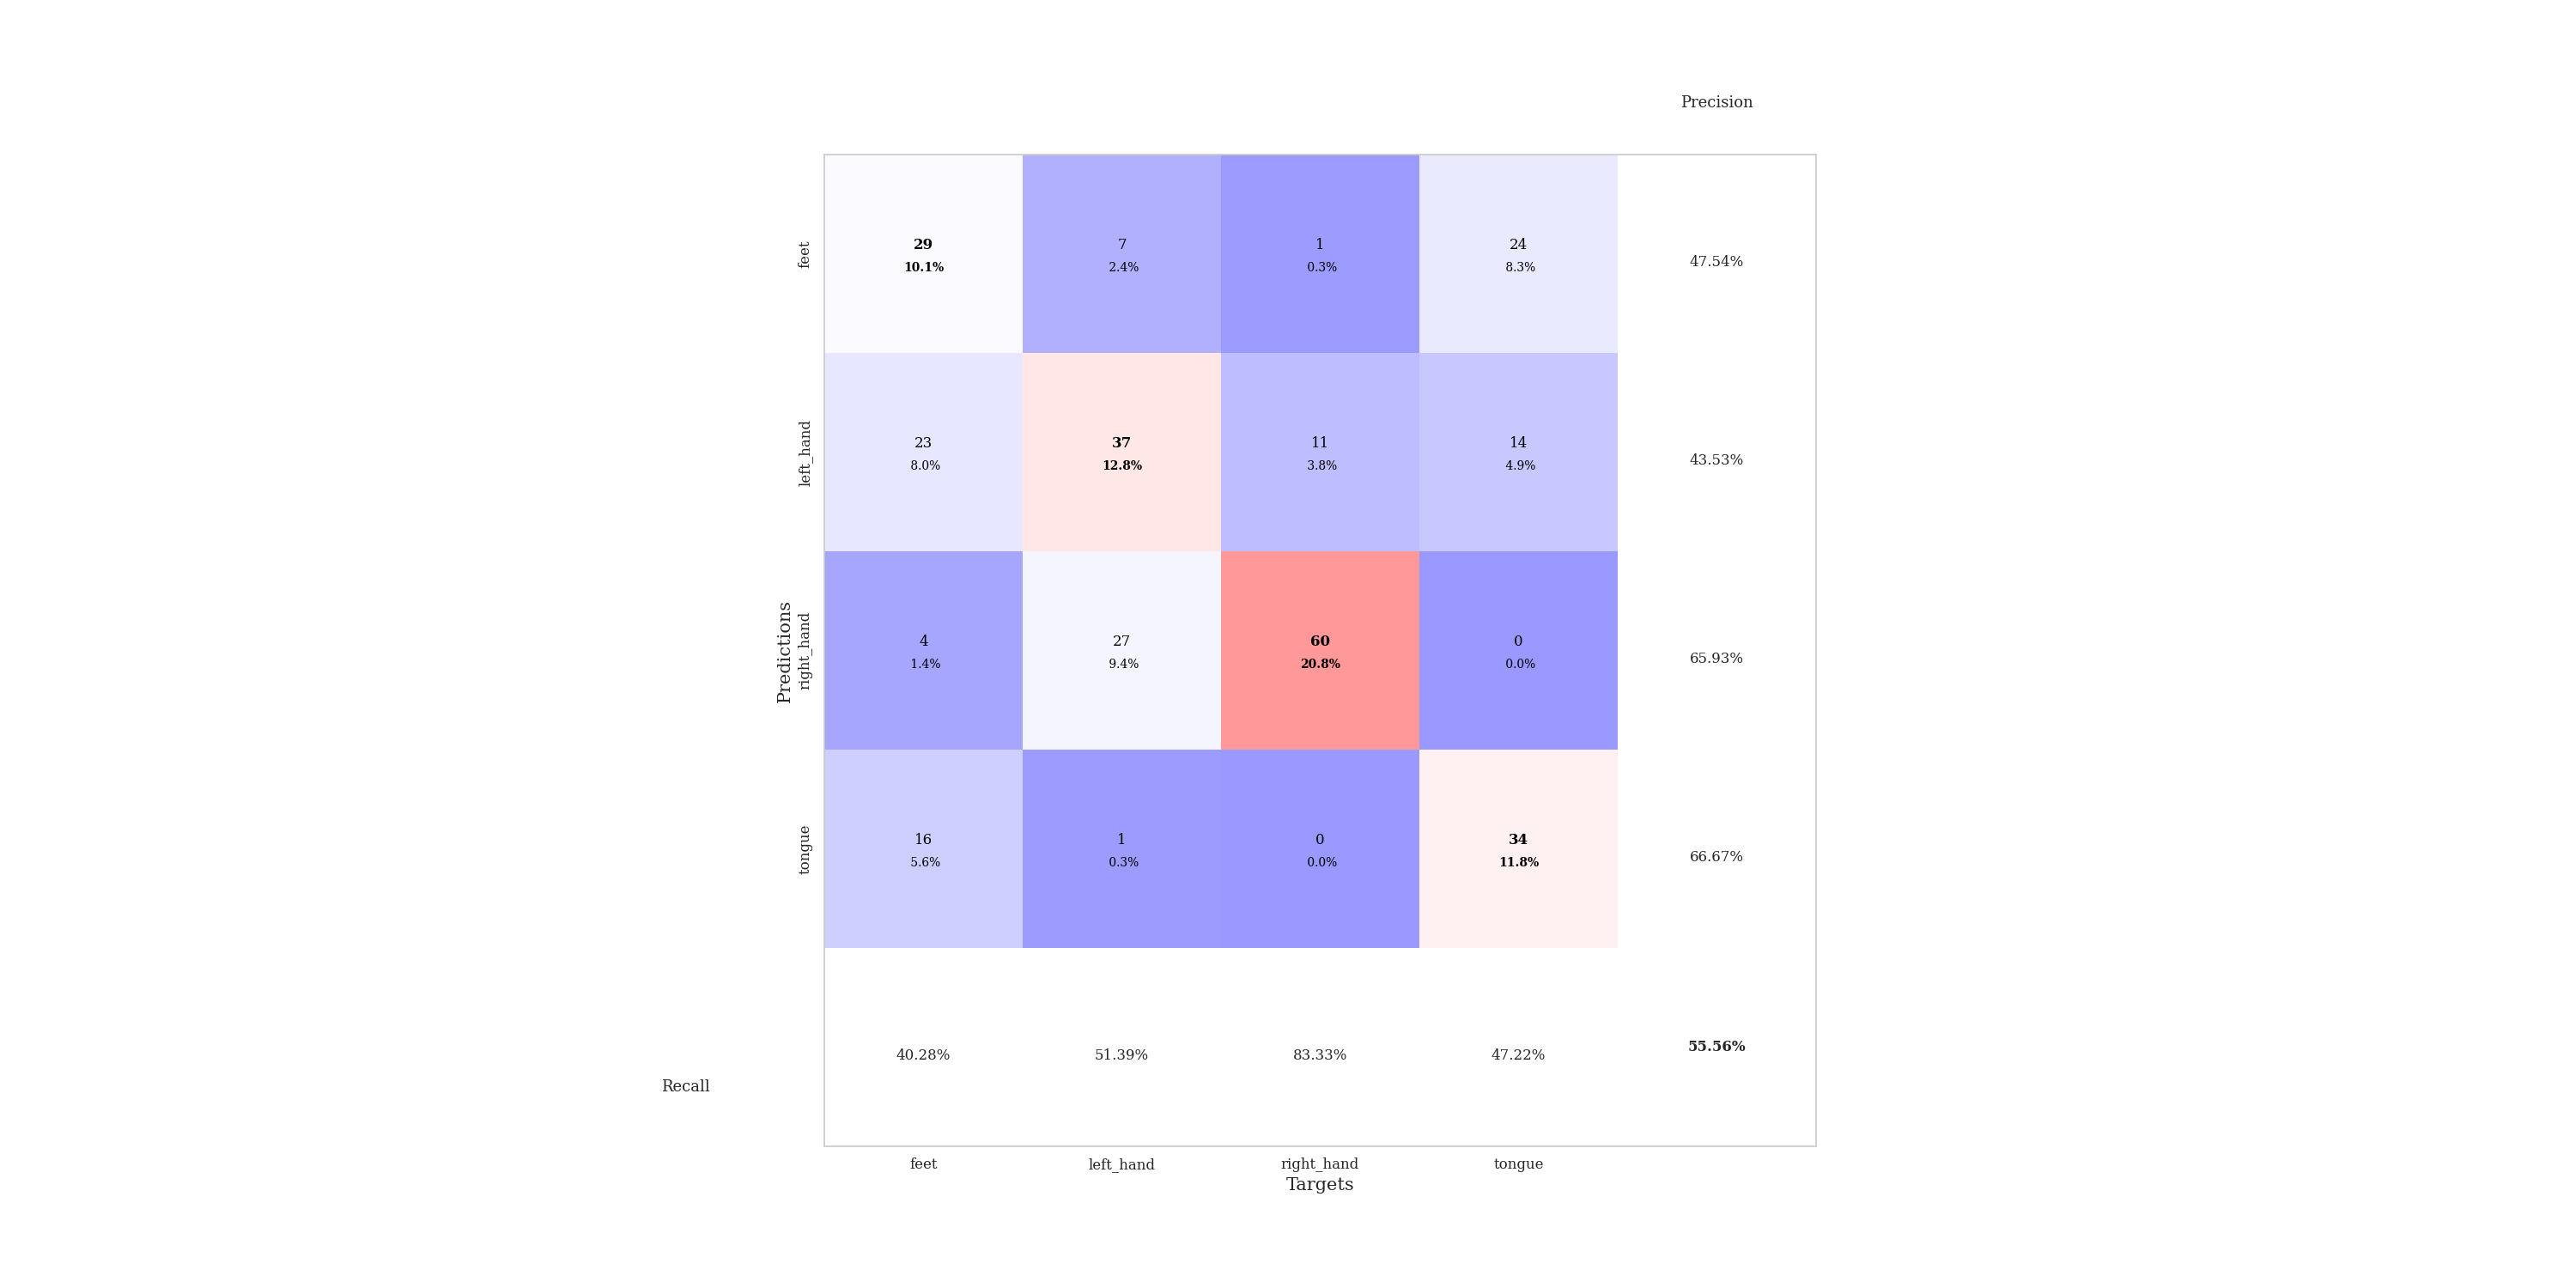 Precision
feet 29 7 1 24 47.54%
10.1% 2.4% 0.3% 8.3%
left_hand 23 37 11 14 43.53%
8.0% 12.8% 3.8% 4.9%
Predictions
right_hand 4 27 60 0 65.93%
1.4% 9.4% 20.8% 0.0%
tongue 16 1 0 34 66.67%
5.6% 0.3% 0.0% 11.8%
40.28% 51.39% 83.33% 47.22% 55.56%
Recall
feet left_hand right_hand tongue
Targets